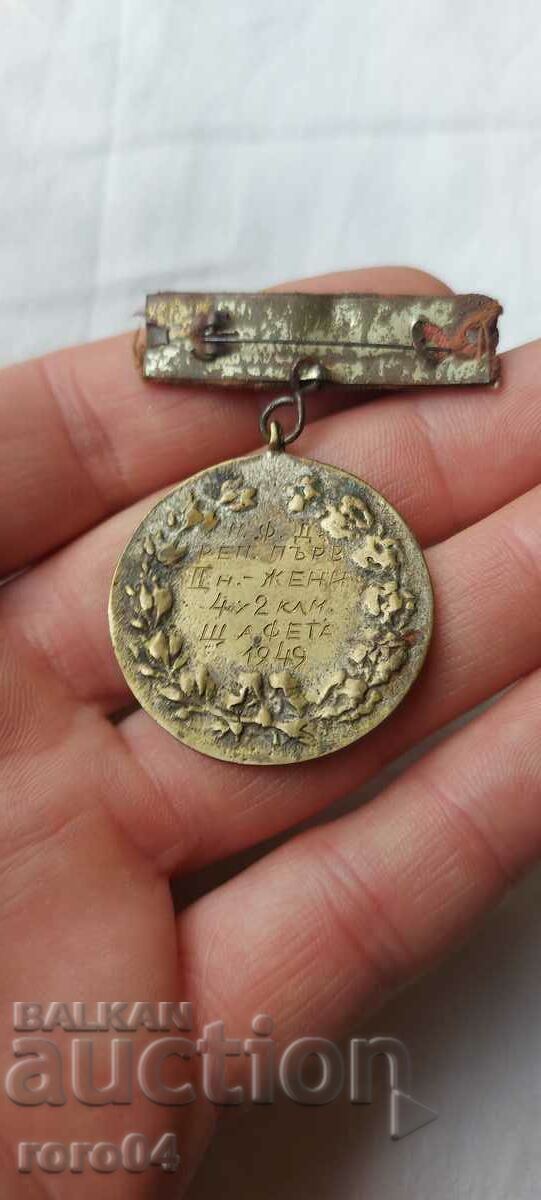 Н. Ф. Д.
РЕП. ПЪРВ
II Н. - ЖЕНИ
4 х 2 КЛМ.
ЩАФЕТА
1949
BALKAN
auction
roro04